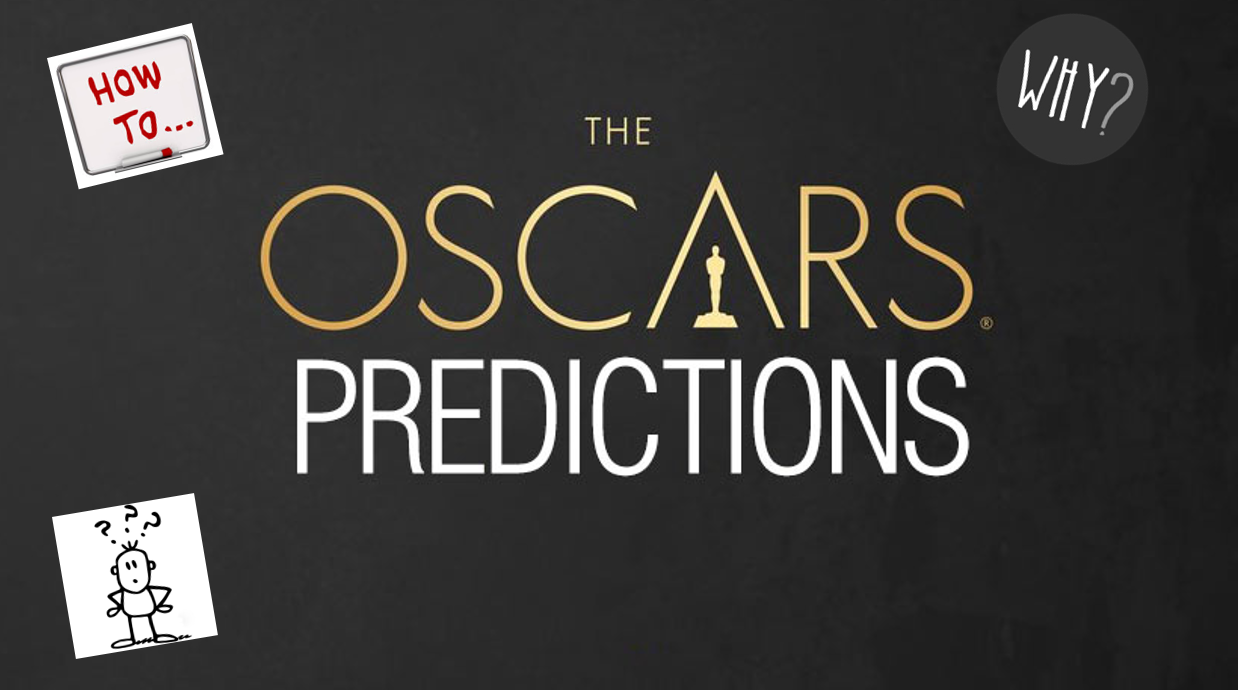 HOW
TO...
WHY?
THE
OSCARS®
PREDICTIONS
? ? ?